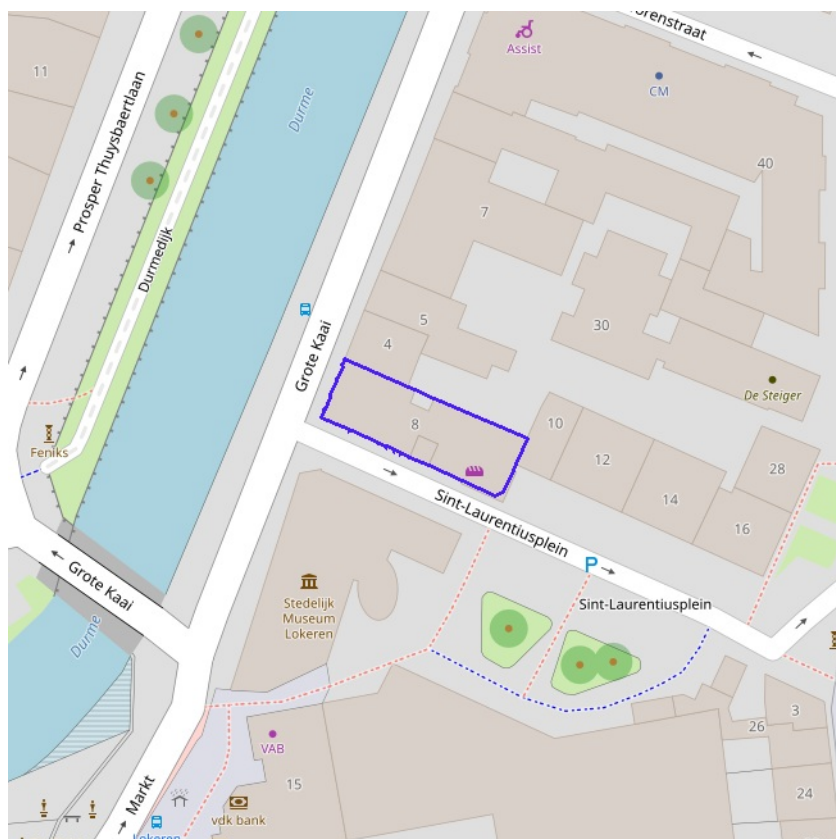 orenstraat
Assist
CM
11
40
Durme
7
Prosper Thuysbaertlaan
Durmedijk
5
30
4
Grote Kaai
De Steiger
8
10
Feniks
12
28
14
16
Sint-Laurentiusplein
P
Grote Kaai
Stedelijk
Museum
Lokeren
Sint-Laurentiusplein
Durme
3
26
VAB
15
24
Markt
vdk bank
Lokeren